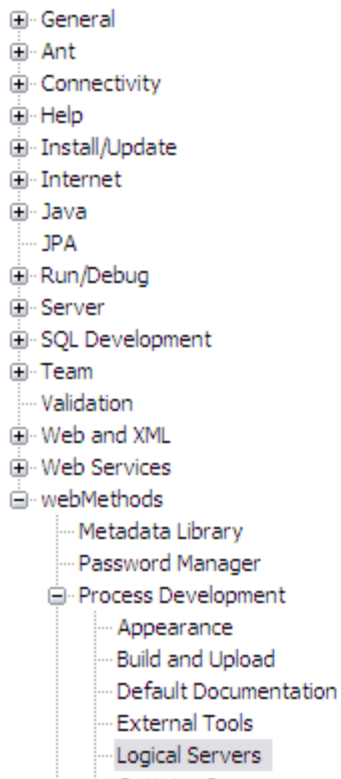 General
Ant
Connectivity
Help
Install/Update
Internet
Java
JPA
Run/Debug
Server
SQL Development
Team
Validation
Web and XML
Web Services
webMethods
Metadata Library
Password Manager
Process Development
Appearance
Build and Upload
Default Documentation
External Tools
Logical Servers